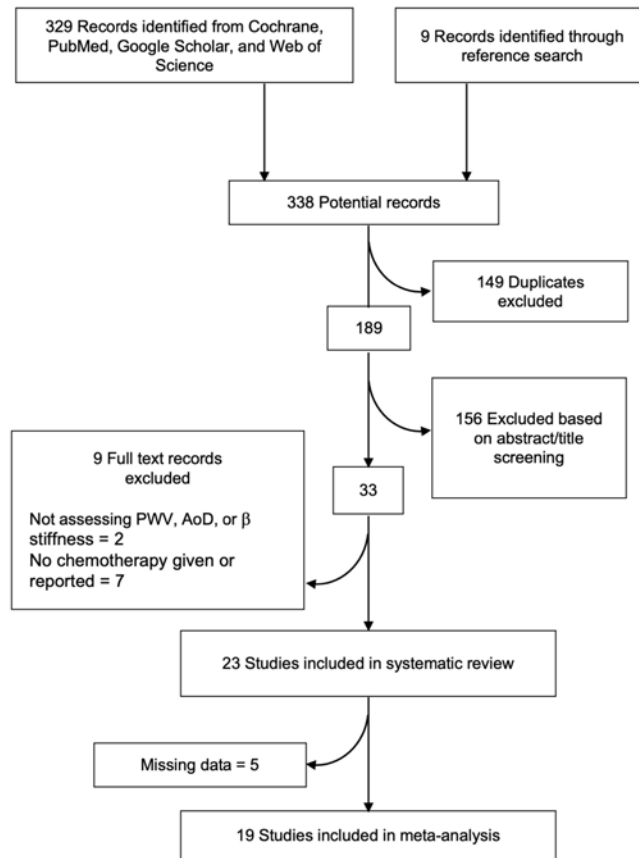 329 Records identified from Cochrane,
PubMed, Google Scholar, and Web of
Science
9 Records identified through
reference search
338 Potential records
149 Duplicates
excluded
189
156 Excluded based
on abstract/title
screening
9 Full text records
excluded
Not assessing PWV, AoD, or β
stiffness = 2
No chemotherapy given or
reported = 7
33
23 Studies included in systematic review
Missing data = 5
19 Studies included in meta-analysis